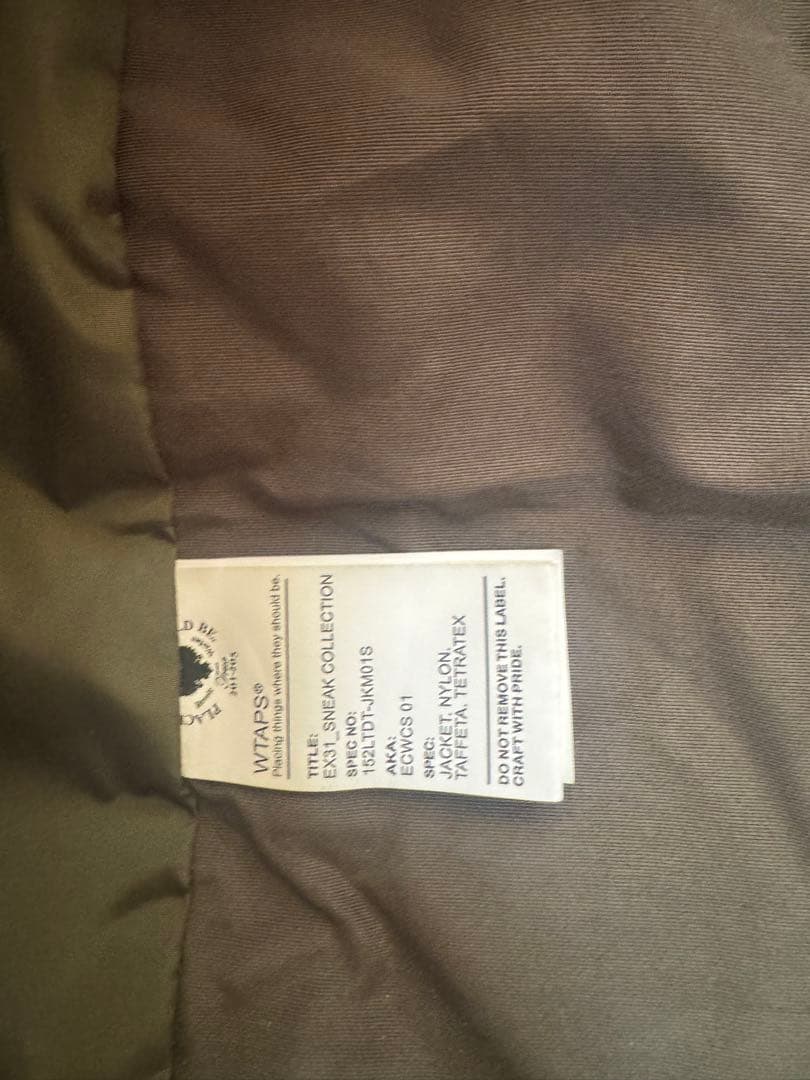 WTAPS®
Placing things where they should be.
TITLE:
EX31_SNEAK COLLECTION
SPEC NO:
152LTDT-JKM01S
AKA:
ECWCS 01
SPEC:
JACKET. NYLON.
TAFFETA. TETRATEX
DO NOT REMOVE THIS LABEL.
CRAFT WITH PRIDE.